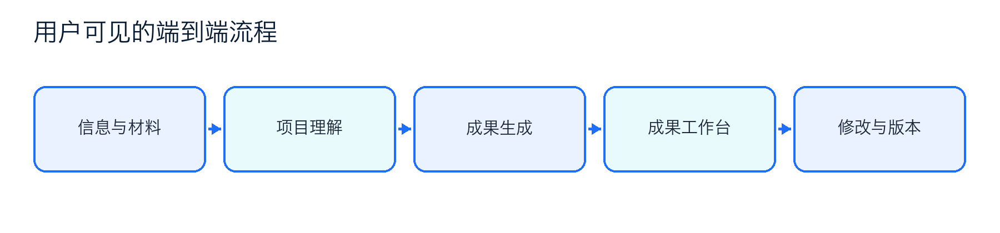 用户可见的端到端流程
信息与材料
项目理解
成果生成
成果工作台
修改与版本